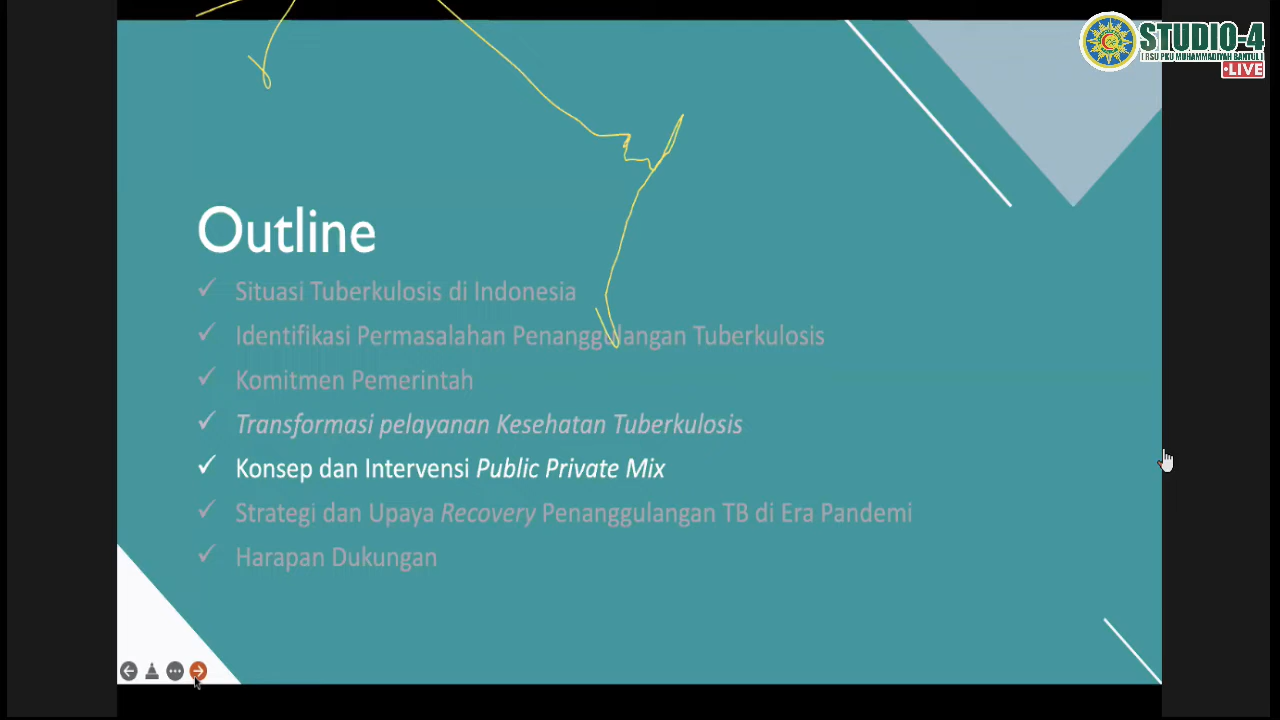 STUDIO-4
[ RSU PKU MUHAMMADIYAH BANTUL ]
•LIVE
Outline
✓ Situasi Tuberkulosis di Indonesia
✓ Identifikasi Permasalahan Penanggulangan Tuberkulosis
✓ Komitmen Pemerintah
✓ Transformasi pelayanan Kesehatan Tuberkulosis
✓ Konsep dan Intervensi Public Private Mix
✓ Strategi dan Upaya Recovery Penanggulangan TB di Era Pandemi
✓ Harapan Dukungan